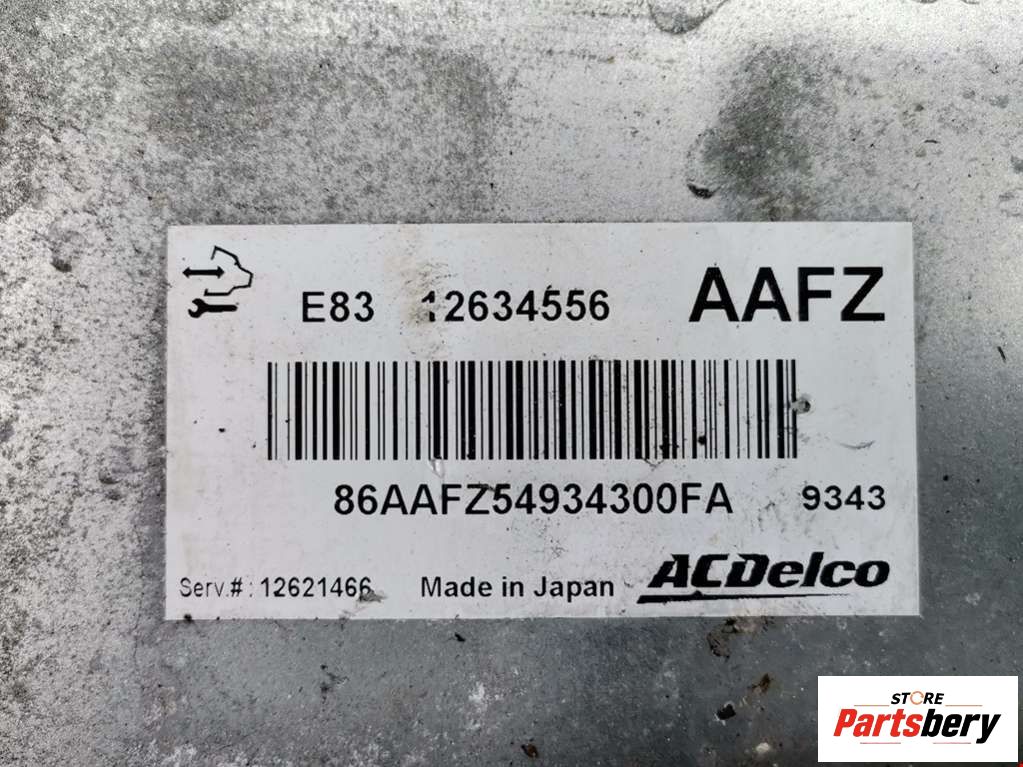 E83 12634556 AAFZ
86AAFZ54934300FA 9343
Serv.#: 12621466 Made in Japan ACDelco
STORE
Partsbery